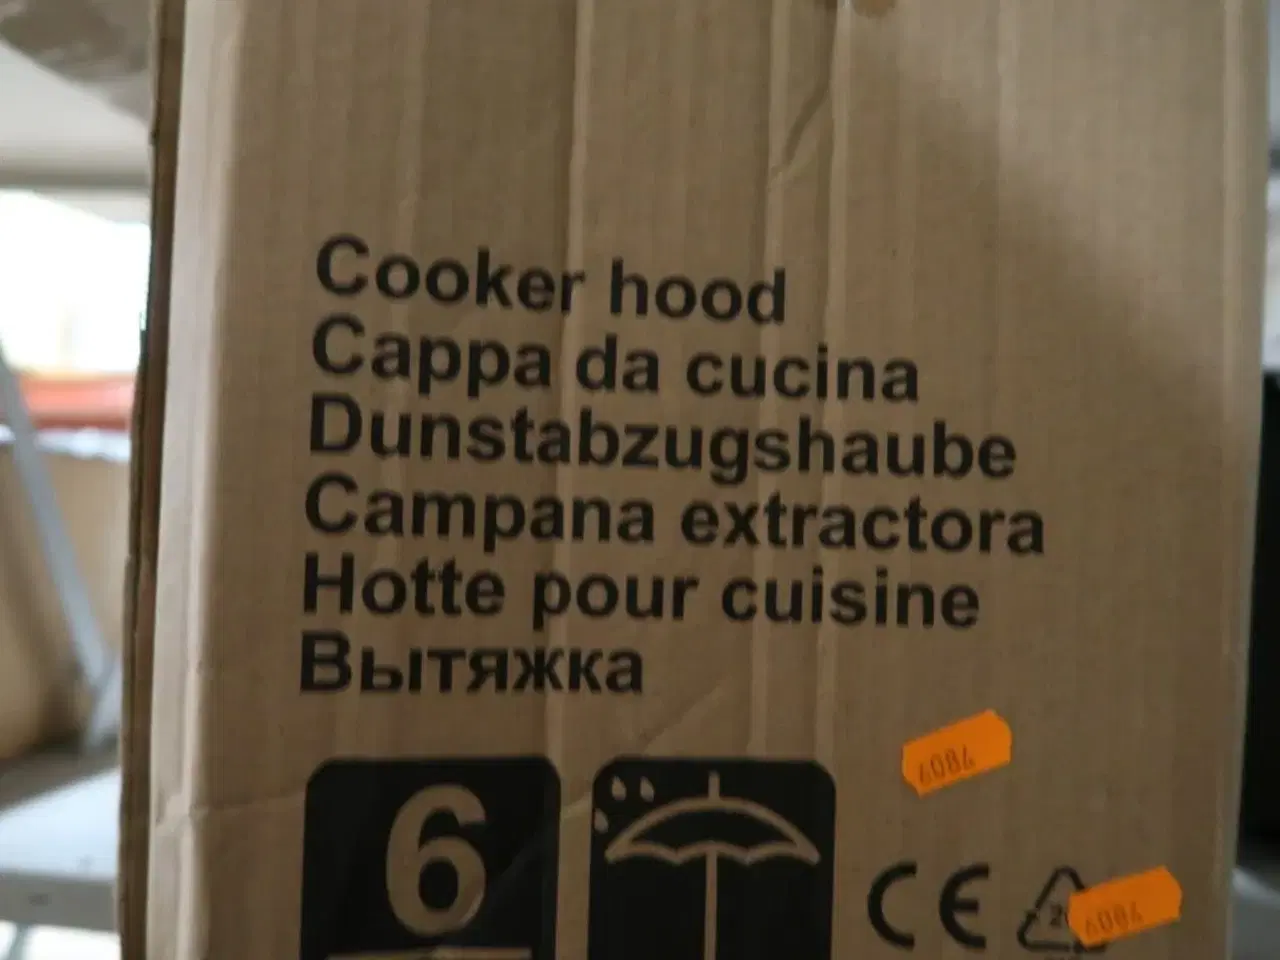 Cooker hood
Cappa da cucina
Dunstabzugshaube
Campana extractora
Hotte pour cuisine
Вытяжка
6
CE